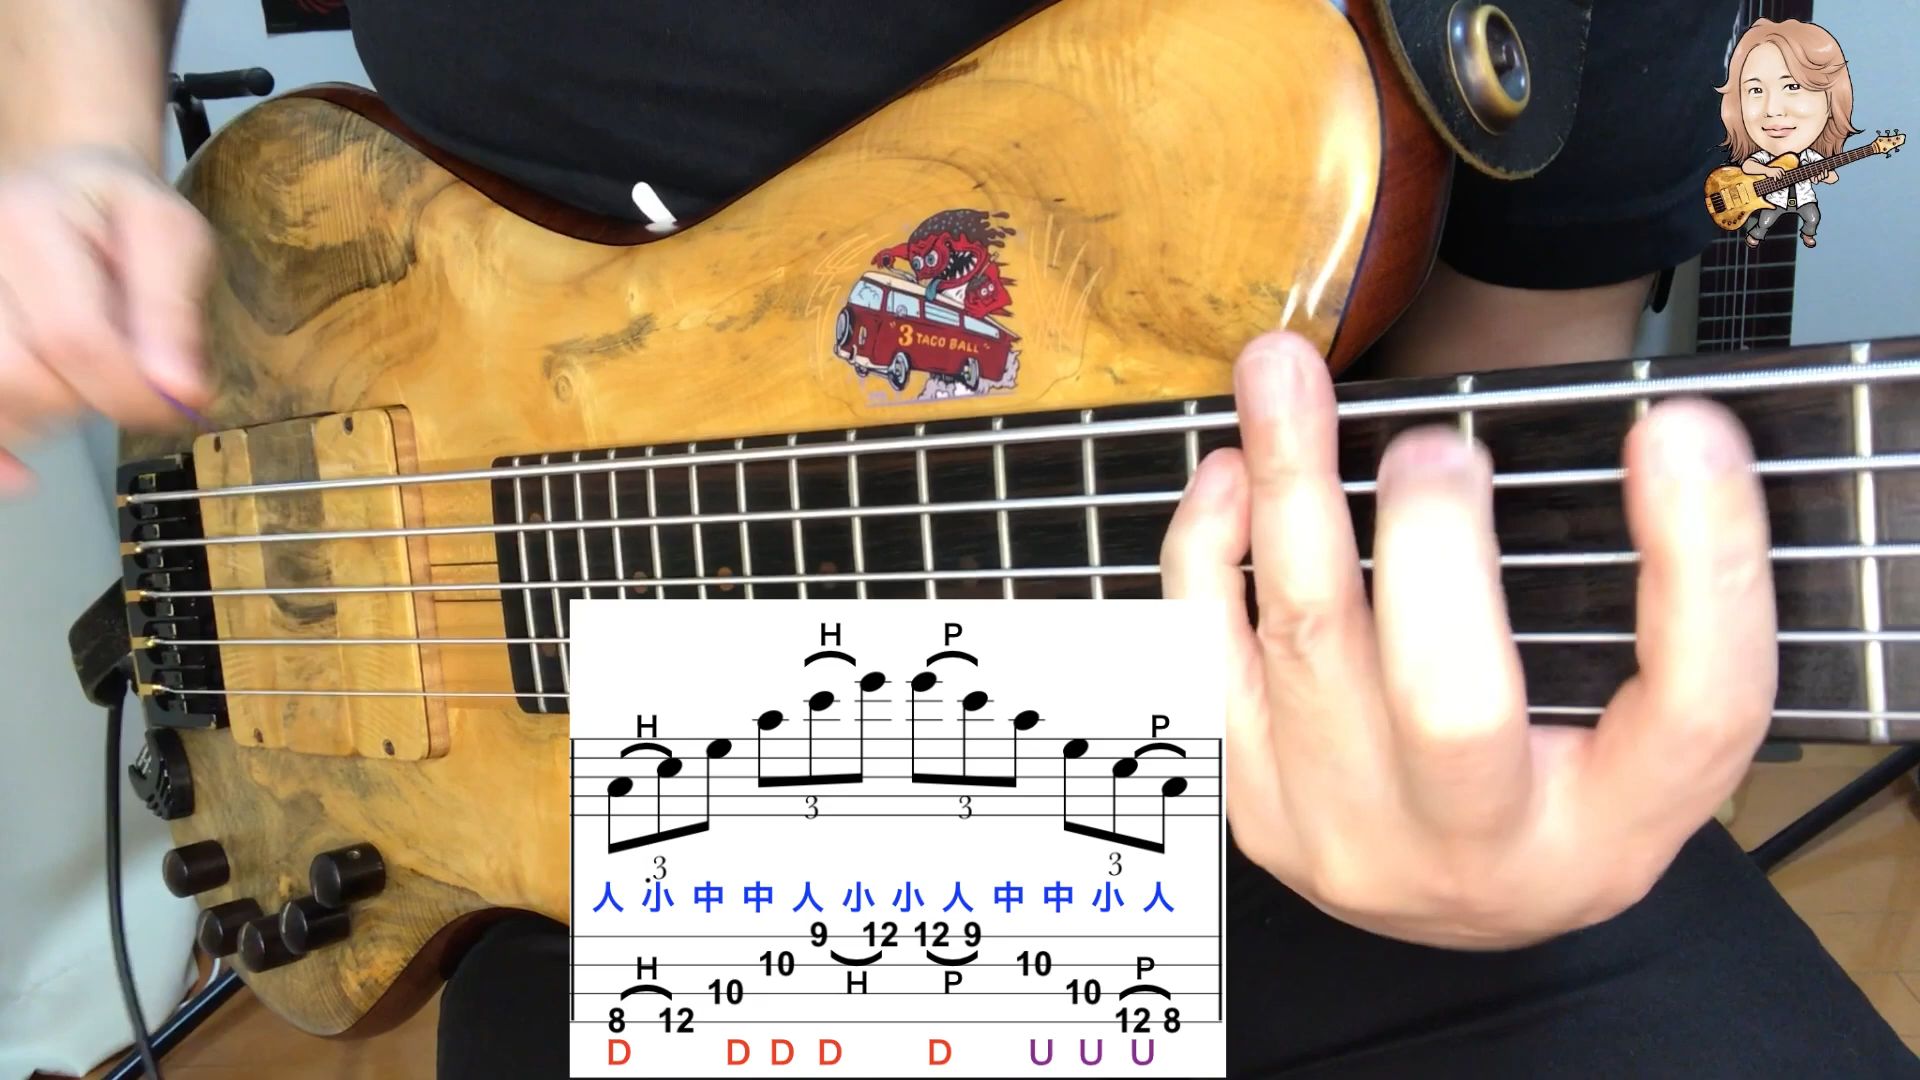 "3 TACO BALL"
H P
H P
3 3
3 3
人 小 中 中 人 小 小 人 中 中 小 人
9 12 12 9
10 10
H H P P
10 10
8 12 12 8
D D D D D U U U